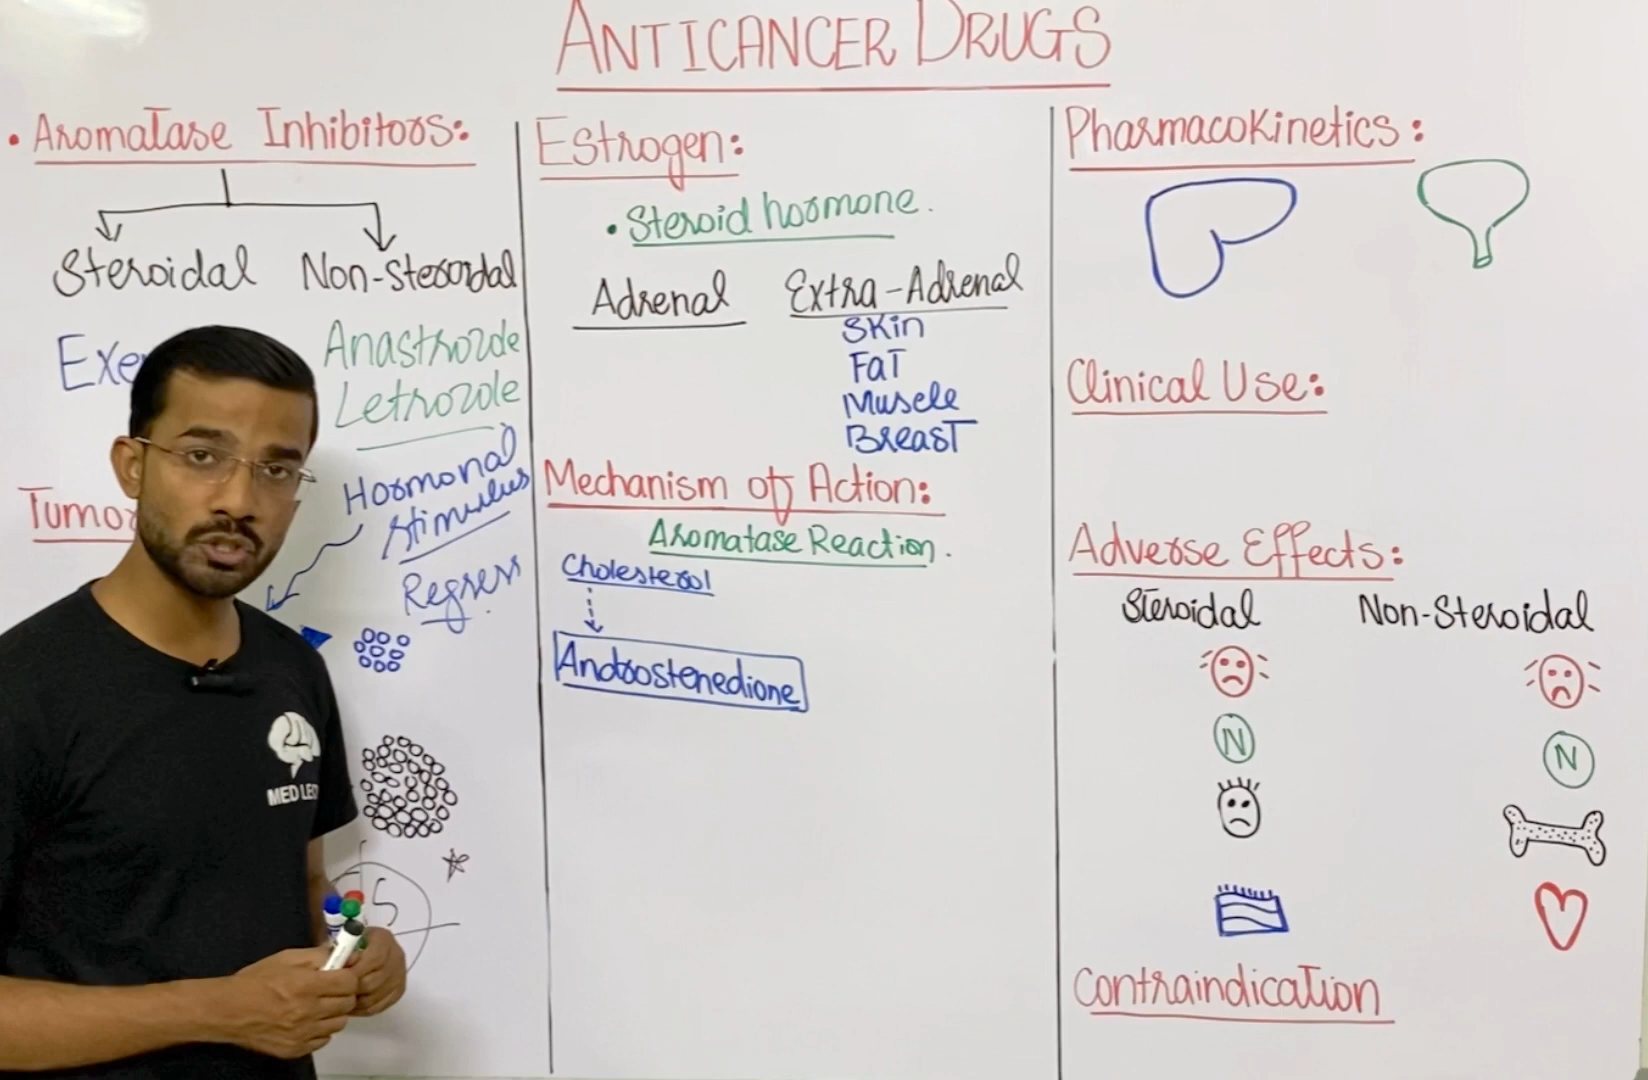 ANTICANCER DRUGS
• Aromatase Inhibitors:
Steroidal Non-Steroidal
Exe
Anastrozole
Letrozole
Hormonal
stimulus
Tumor
Regress
MED LE
S
Estrogen:
• Steroid hormone.
Adrenal Extra-Adrenal
Skin
Fat
Muscle
Breast
Mechanism of Action:
Aromatase Reaction.
Cholesterol
Androstenedione
Pharmacokinetics:
Clinical Use:
Adverse Effects:
Steroidal Non-Steroidal
N N
Contraindication